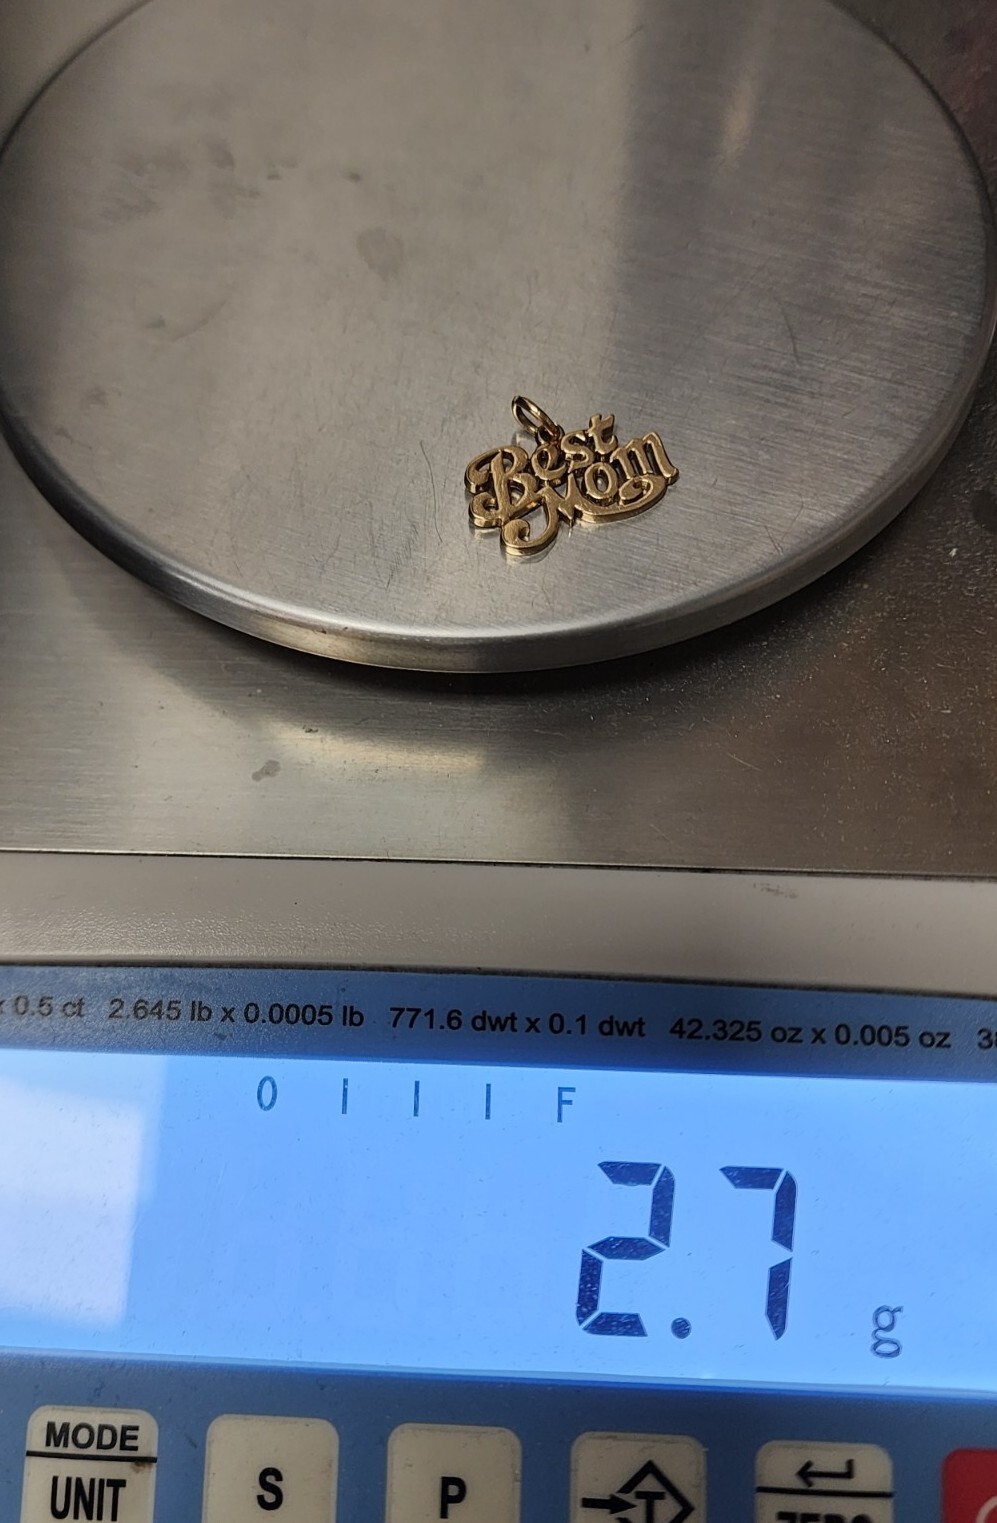 Best
Mom
0.5 ct 2.645 lb x 0.0005 lb 771.6 dwt x 0.1 dwt 42.325 oz x 0.005 oz
0 F
2.7 g
MODE
UNIT
S
P
T
ZERO